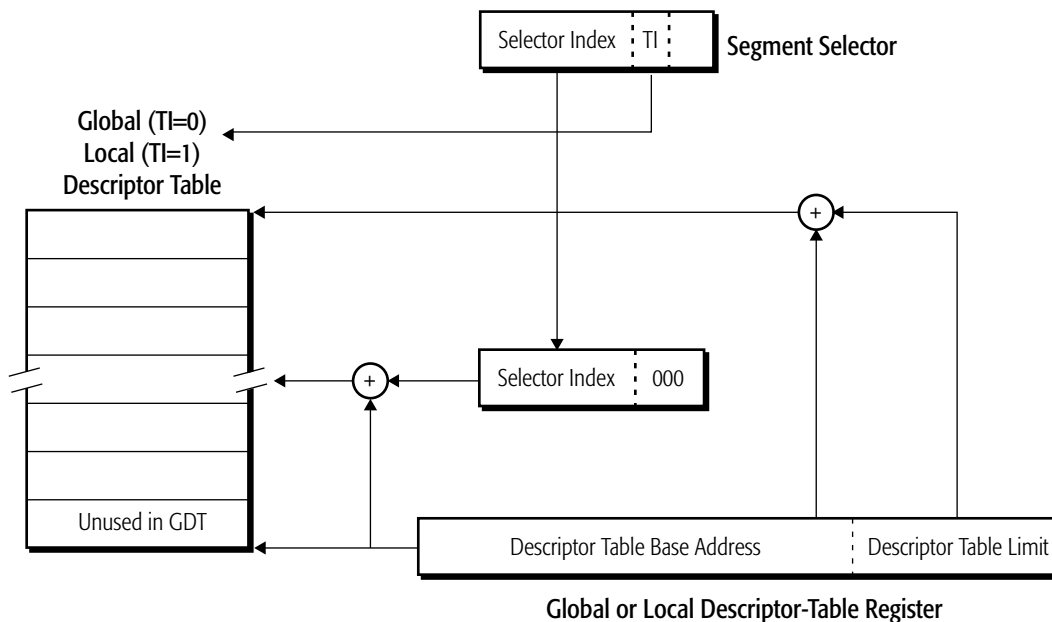 Selector Index TI
Segment Selector
Global (TI=0)
Local (TI=1)
Descriptor Table
+
Selector Index 000
+
Unused in GDT
Descriptor Table Base Address Descriptor Table Limit
Global or Local Descriptor-Table Register